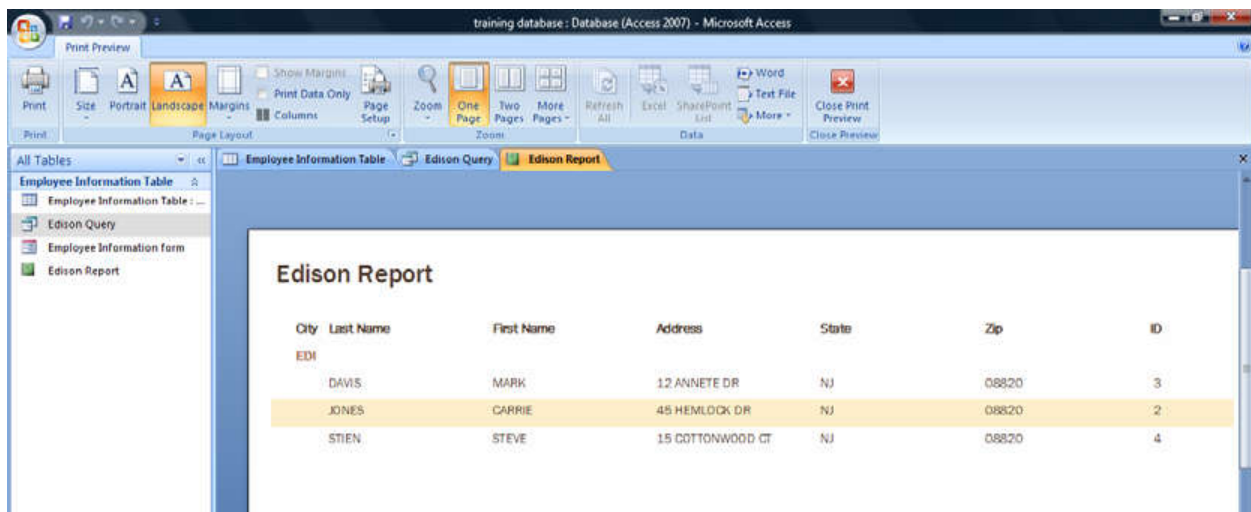 training database : Database (Access 2007) - Microsoft Access
Print Preview
Print
Size
Portrait
Landscape
Margins
Show Margins
Print Data Only
Columns
Page Setup
Zoom
One Page
Two Pages
More Pages
Refresh All
Excel
SharePoint List
Word
Text File
More
Close Print Preview
Print
Page Layout
Zoom
Data
Close Preview
All Tables
Employee Information Table
Edison Query
Edison Report
Employee Information Table
Employee Information Table : ...
Edison Query
Employee Information form
Edison Report
Edison Report
City Last Name First Name Address State Zip ID
EDI
DAVIS MARK 12 ANNETE DR NJ 08820 3
JONES CARRIE 45 HEMLOCK DR NJ 08820 2
STIEN STEVE 15 COTTONWOOD CT NJ 08820 4